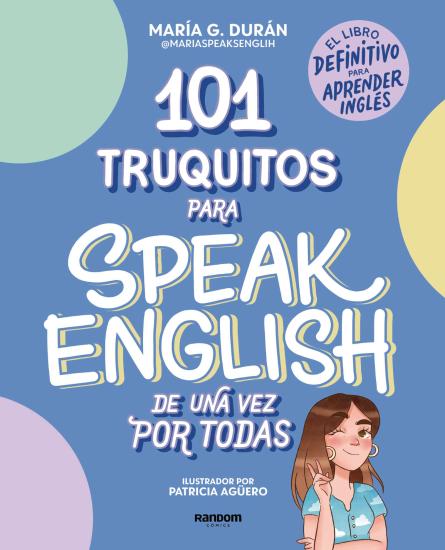 MARÍA G. DURÁN
@MARIASPEAKSENGLIH
EL LIBRO
DEFINITIVO
PARA
APRENDER
INGLÉS
101
TRUQUITOS
PARA
SPEAK
ENGLISH
DE UNA VEZ
POR TODAS
ILUSTRADOR POR
PATRICIA AGÜERO
RANDOM
CÓMICS